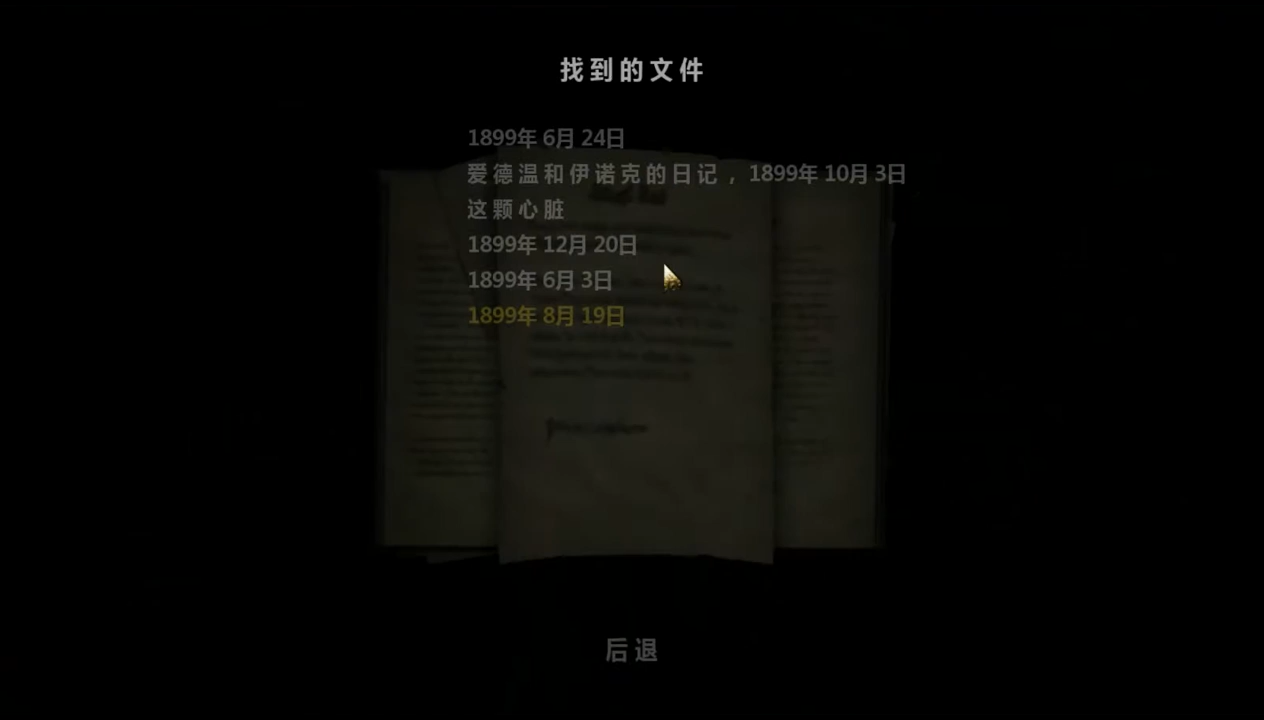 找到的文件
1899年 6月 24日
爱德温和伊诺克的日记，1899年 10月 3日
这颗心脏
1899年 12月 20日
1899年 6月 3日
1899年 8月 19日
后退